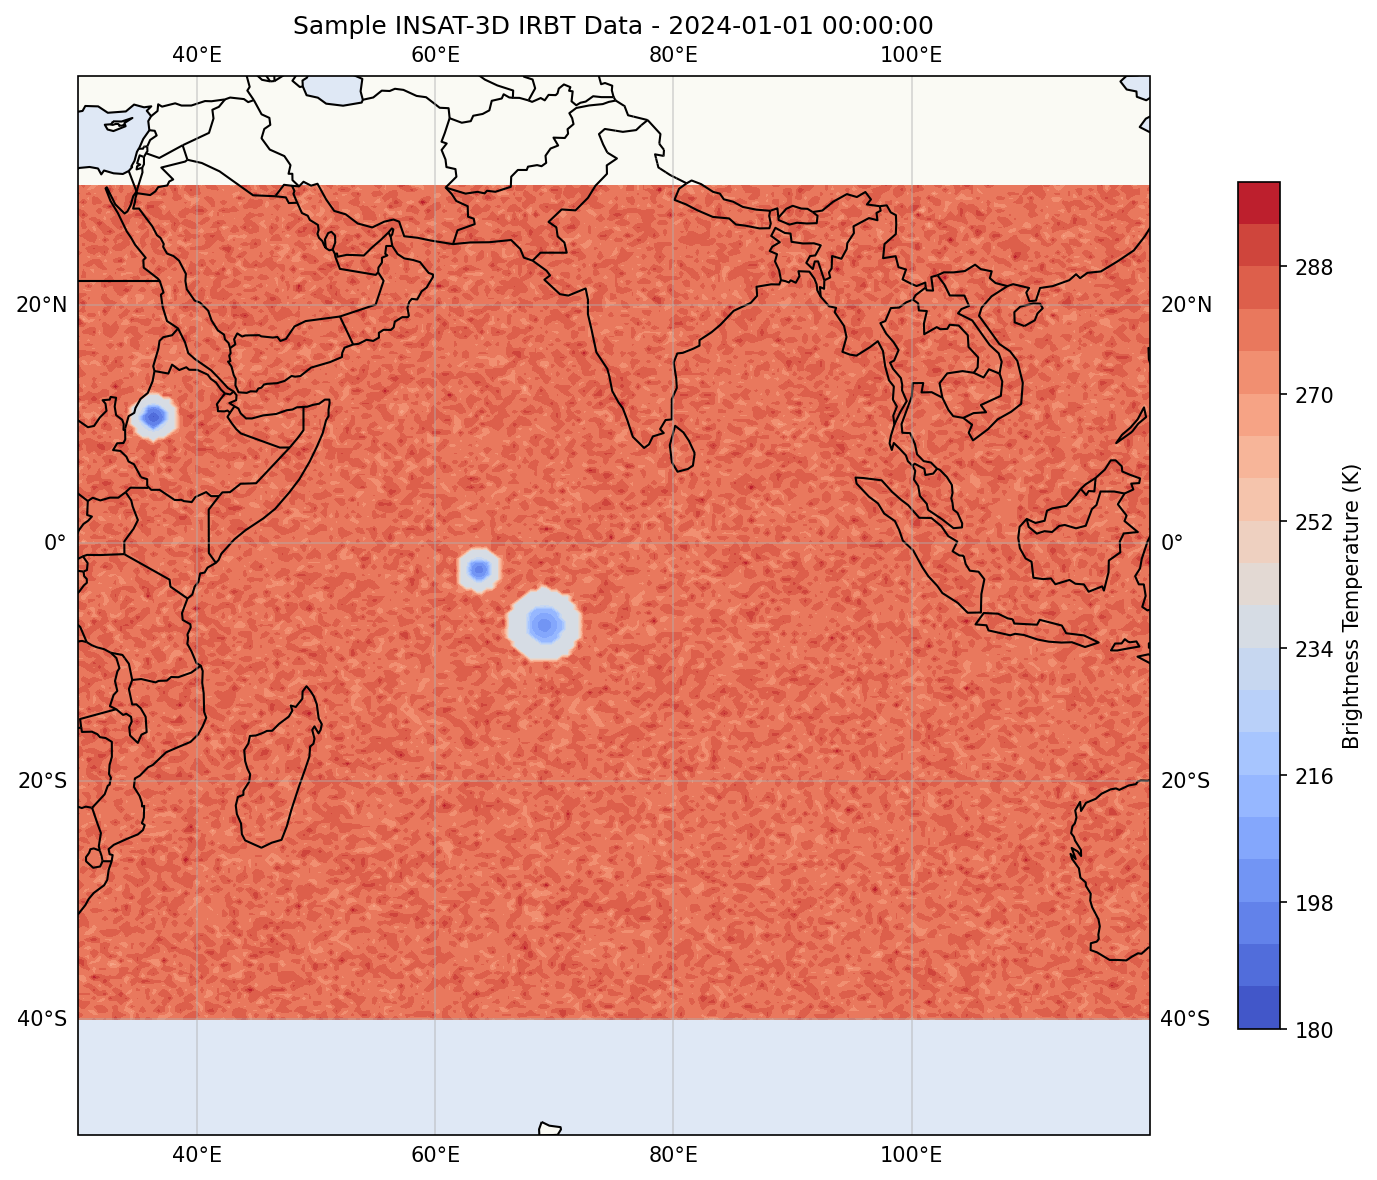 Sample INSAT-3D IRBT Data - 2024-01-01 00:00:00
40°E 60°E 80°E 100°E
20°N 20°N
0° 0°
20°S 20°S
40°S 40°S
40°E 60°E 80°E 100°E
288
270
252
234
216
198
180
Brightness Temperature (K)